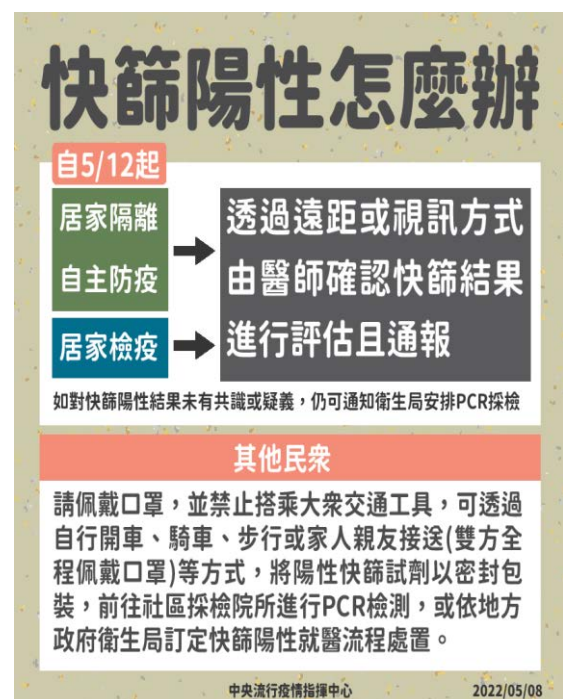 快篩陽性怎麼辦
自5/12起
居家隔離
自主防疫
居家檢疫
透過遠距或視訊方式
由醫師確認快篩結果
進行評估且通報
如對快篩陽性結果未有共識或疑義，仍可通知衛生局安排PCR採檢
其他民眾
請佩戴口罩，並禁止搭乘大眾交通工具，可透過
自行開車、騎車、步行或家人親友接送(雙方全
程佩戴口罩)等方式，將陽性快篩試劑以密封包
裝，前往社區採檢院所進行PCR檢測，或依地方
政府衛生局訂定快篩陽性就醫流程處置。
中央流行疫情指揮中心
2022/05/08